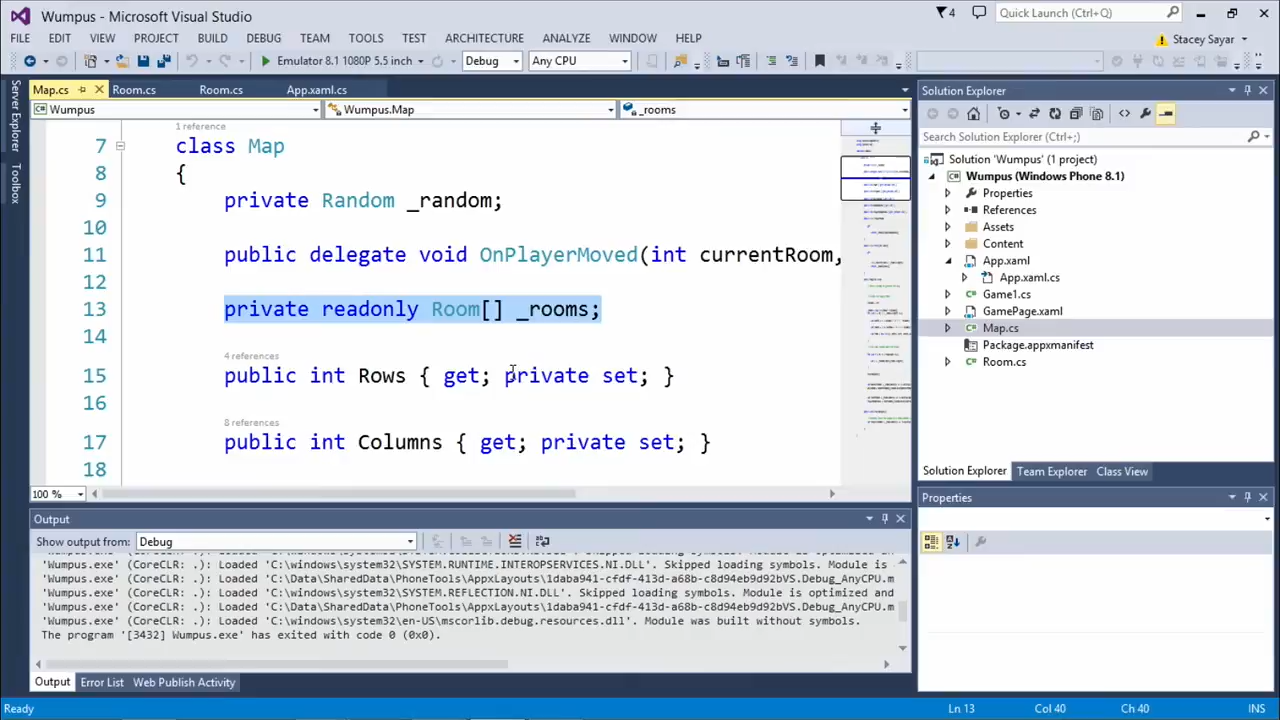 Wumpus - Microsoft Visual Studio
4
Quick Launch (Ctrl+Q)
FILE EDIT VIEW PROJECT BUILD DEBUG TEAM TOOLS TEST ARCHITECTURE ANALYZE WINDOW HELP
Stacey Sayar
Emulator 8.1 1080P 5.5 inch Debug Any CPU
Server Explorer
Toolbox
Map.cs Room.cs Room.cs App.xaml.cs
Wumpus Wumpus.Map _rooms
1 reference
7 class Map
8 {
9 private Random _random;
10
11 public delegate void OnPlayerMoved(int currentRoom,
12
13 private readonly Room[] _rooms;
14
4 references
15 public int Rows { get; private set; }
16
8 references
17 public int Columns { get; private set; }
18
100 %
Solution Explorer
Search Solution Explorer (Ctrl+;)
Solution 'Wumpus' (1 project)
Wumpus (Windows Phone 8.1)
Properties
References
Assets
Content
App.xaml
App.xaml.cs
Game1.cs
GamePage.xaml
Map.cs
Package.appxmanifest
Room.cs
Solution Explorer Team Explorer Class View
Properties
Output
Show output from: Debug
'Wumpus.exe' (CoreCLR: .): Loaded 'C:\windows\system32\SYSTEM.RUNTIME.INTEROPSERVICES.NI.DLL'. Skipped loading symbols. Module is
'Wumpus.exe' (CoreCLR: .): Loaded 'C:\Data\SharedData\PhoneTools\AppxLayouts\1daba941-cfdf-413d-a68b-c8d94eb9d92bVS.Debug_AnyCPU.m
'Wumpus.exe' (CoreCLR: .): Loaded 'C:\windows\system32\SYSTEM.REFLECTION.NI.DLL'. Skipped loading symbols. Module is optimized and
'Wumpus.exe' (CoreCLR: .): Loaded 'C:\Data\SharedData\PhoneTools\AppxLayouts\1daba941-cfdf-413d-a68b-c8d94eb9d92bVS.Debug_AnyCPU.m
'Wumpus.exe' (CoreCLR: .): Loaded 'C:\windows\system32\en-US\mscorlib.debug.resources.dll'. Module was built without symbols.
The program '[3432] Wumpus.exe' has exited with code 0 (0x0).
Output Error List Web Publish Activity
Ready Ln 13 Col 40 Ch 40 INS